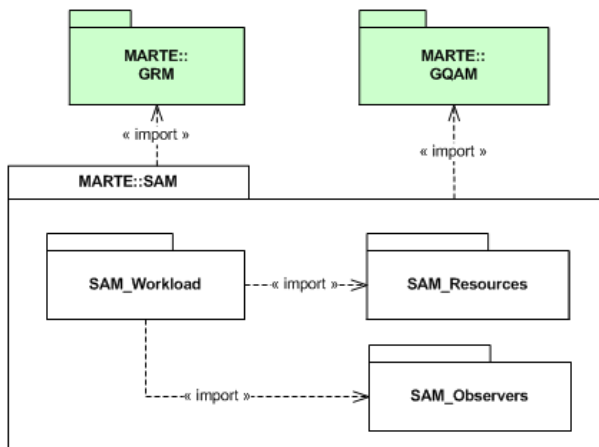 MARTE::
GRM
MARTE::
GQAM
« import »
« import »
MARTE::SAM
SAM_Workload
« import »
SAM_Resources
« import »
SAM_Observers